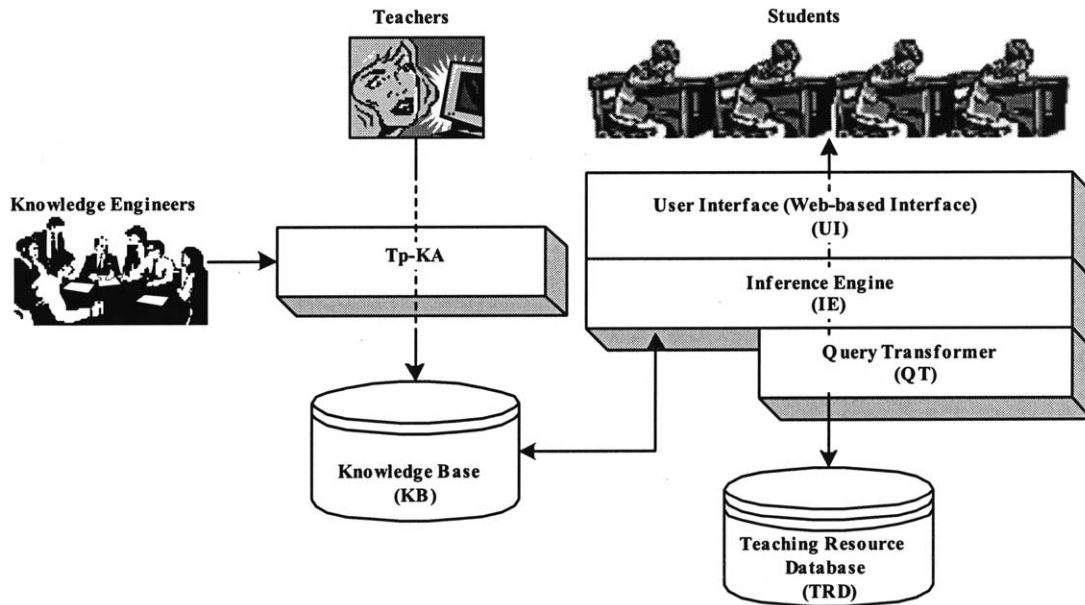 Teachers
Students
Knowledge Engineers
Tp-KA
User Interface (Web-based Interface)
(UI)
Inference Engine
(IE)
Query Transformer
(QT)
Knowledge Base
(KB)
Teaching Resource
Database
(TRD)